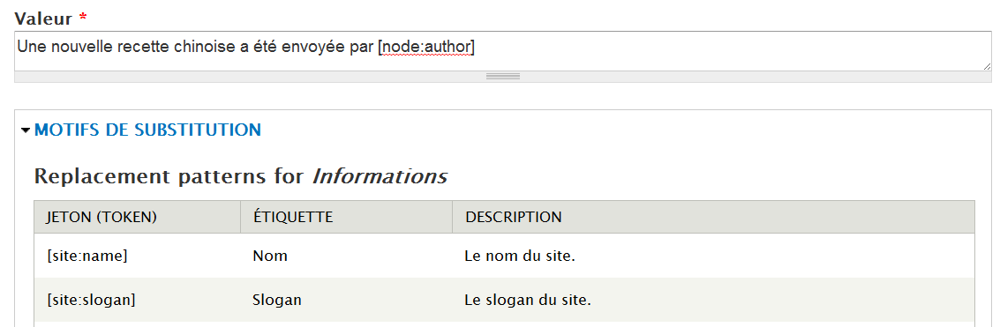 Valeur *
Une nouvelle recette chinoise a été envoyée par [node:author]
MOTIFS DE SUBSTITUTION
Replacement patterns for Informations
JETON (TOKEN) ÉTIQUETTE DESCRIPTION
[site:name] Nom Le nom du site.
[site:slogan] Slogan Le slogan du site.